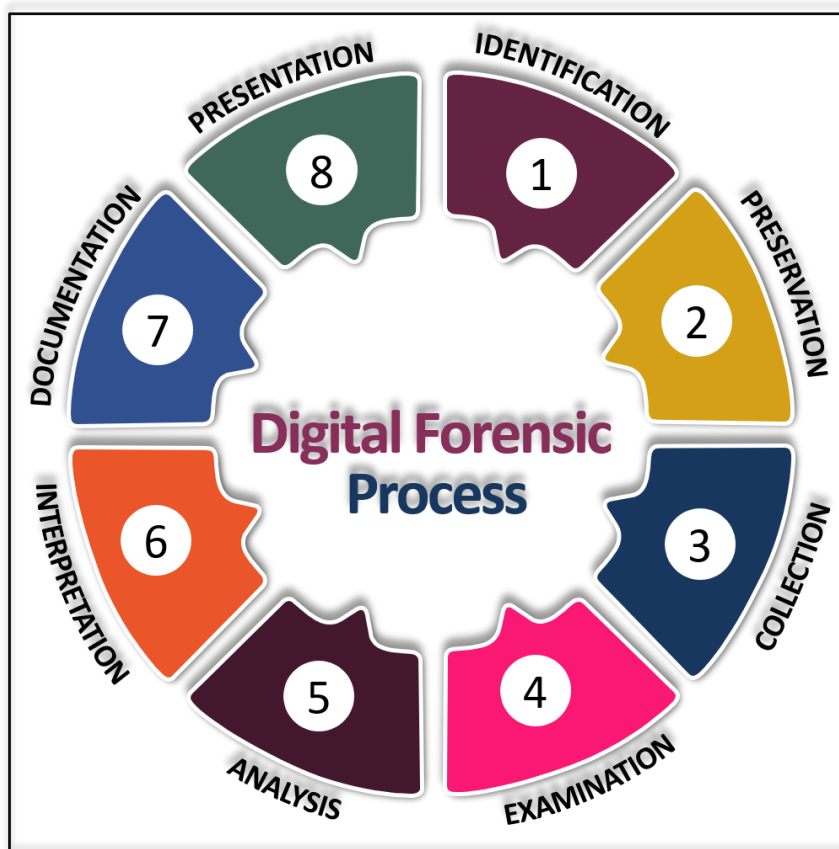 IDENTIFICATION
1
PRESERVATION
2
COLLECTION
3
EXAMINATION
4
ANALYSIS
5
INTERPRETATION
6
DOCUMENTATION
7
PRESENTATION
8
Digital Forensic
Process